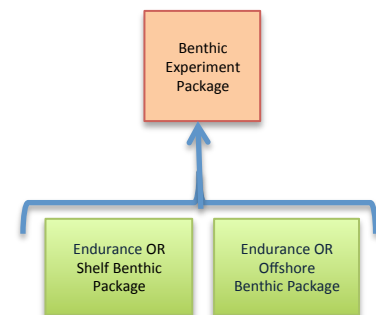 Benthic
Experiment
Package
Endurance OR
Shelf Benthic
Package
Endurance OR
Offshore
Benthic Package